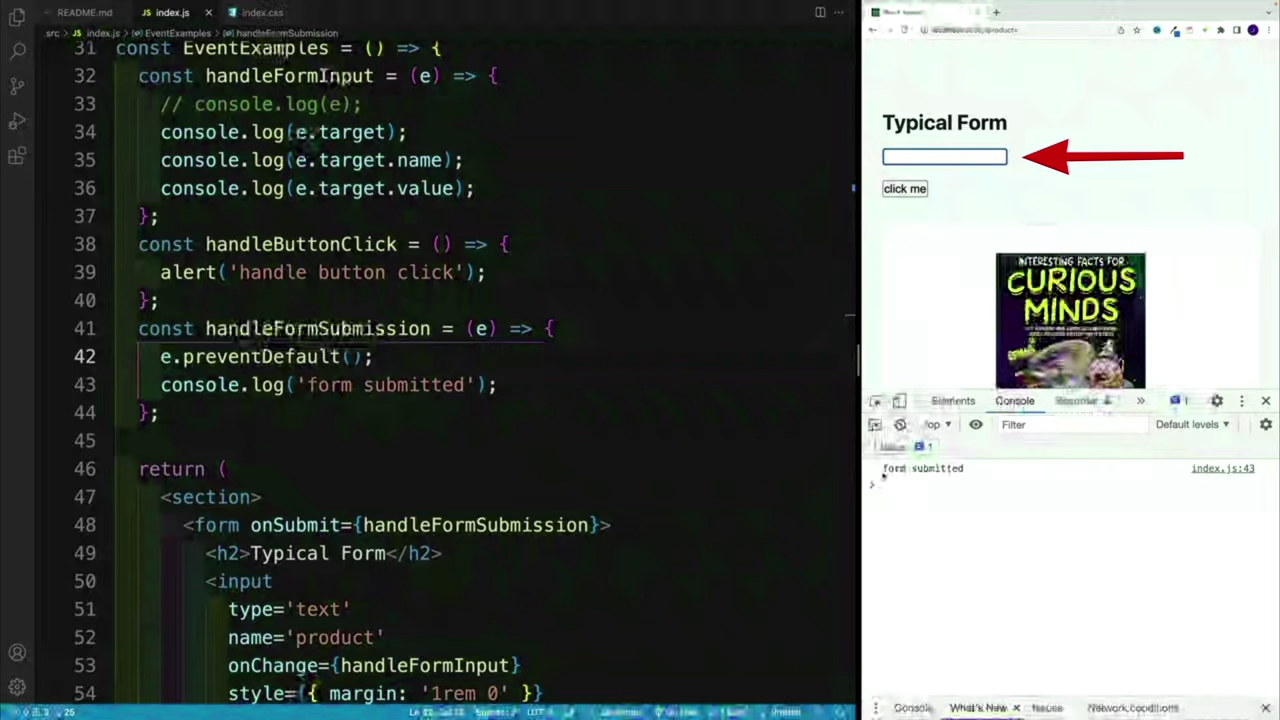 README.md
index.js
index.css
src > index.js > EventExamples > handleFormSubmission
31 const EventExamples = () => {
32 const handleFormInput = (e) => {
33 // console.log(e);
34 console.log(e.target);
35 console.log(e.target.name);
36 console.log(e.target.value);
37 };
38 const handleButtonClick = () => {
39 alert('handle button click');
40 };
41 const handleFormSubmission = (e) => {
42 e.preventDefault();
43 console.log('form submitted');
44 };
45
46 return (
47 <section>
48 <form onSubmit={handleFormSubmission}>
49 <h2>Typical Form</h2>
50 <input
51 type='text'
52 name='product'
53 onChange={handleFormInput}
54 style={{ margin: '1rem 0' }}
25
Typical Form
click me
INTERESTING FACTS FOR
CURIOUS
MINDS
Elements Console Recorder » 1
top Filter Default levels
1
form submitted index.js:43
Console What's New Issues Network conditions